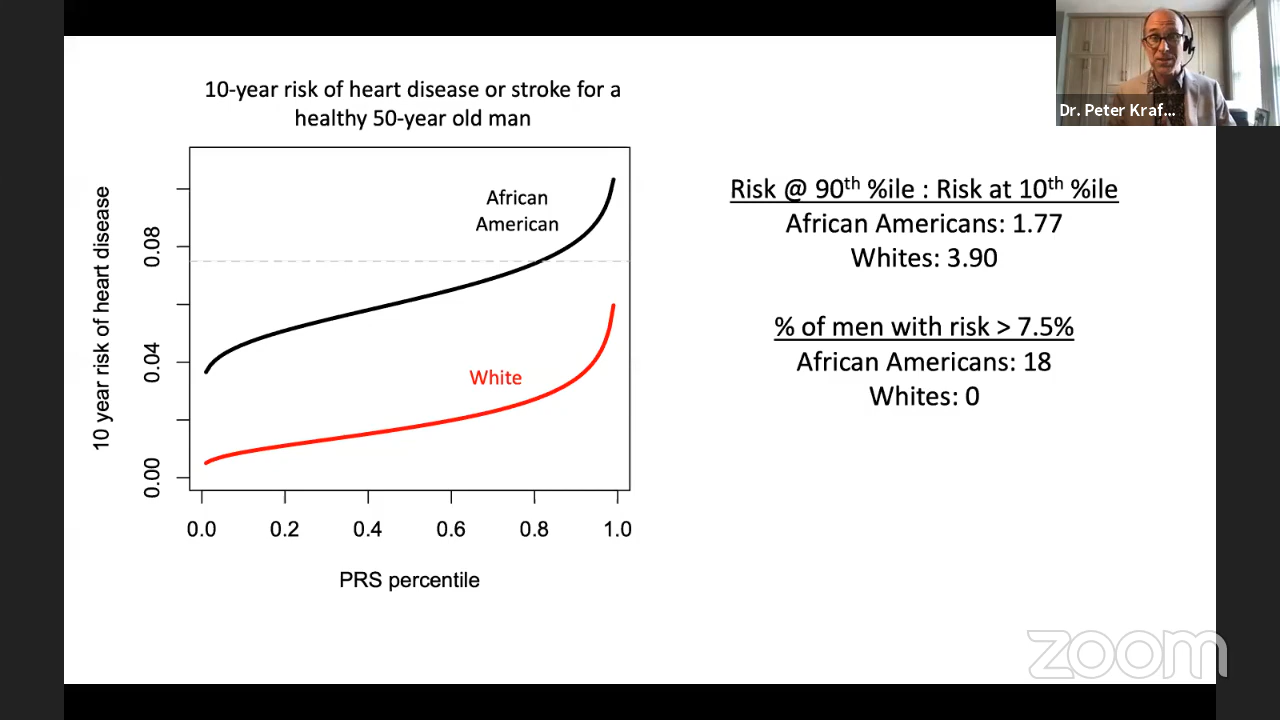 Dr. Peter Kraf...
10-year risk of heart disease or stroke for a
healthy 50-year old man
10 year risk of heart disease
0.08
0.04
0.00
African
American
White
0.0 0.2 0.4 0.6 0.8 1.0
PRS percentile
Risk @ 90th %ile : Risk at 10th %ile
African Americans: 1.77
Whites: 3.90
% of men with risk > 7.5%
African Americans: 18
Whites: 0
zoom